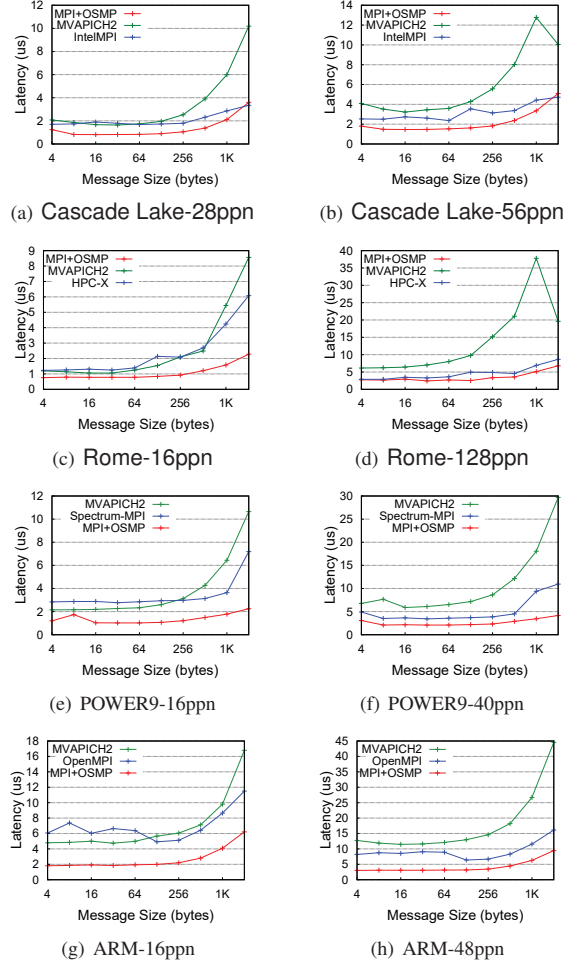 12
10
8
6
4
2
0
Latency (us)
MPI+OSMP
MVAPICH2
IntelMPI
4 16 64 256 1K
Message Size (bytes)
(a) Cascade Lake-28ppn
14
12
10
8
6
4
2
0
Latency (us)
MPI+OSMP
MVAPICH2
IntelMPI
4 16 64 256 1K
Message Size (bytes)
(b) Cascade Lake-56ppn
9
8
7
6
5
4
3
2
1
0
Latency (us)
MPI+OSMP
MVAPICH2
HPC-X
4 16 64 256 1K
Message Size (bytes)
(c) Rome-16ppn
40
35
30
25
20
15
10
5
0
Latency (us)
MPI+OSMP
MVAPICH2
HPC-X
4 16 64 256 1K
Message Size (bytes)
(d) Rome-128ppn
12
10
8
6
4
2
0
Latency (us)
MVAPICH2
Spectrum-MPI
MPI+OSMP
4 16 64 256 1K
Message Size (bytes)
(e) POWER9-16ppn
30
25
20
15
10
5
0
Latency (us)
MVAPICH2
Spectrum-MPI
MPI+OSMP
4 16 64 256 1K
Message Size (bytes)
(f) POWER9-40ppn
18
16
14
12
10
8
6
4
2
0
Latency (us)
MVAPICH2
OpenMPI
MPI+OSMP
4 16 64 256 1K
Message Size (bytes)
(g) ARM-16ppn
45
40
35
30
25
20
15
10
5
0
Latency (us)
MVAPICH2
OpenMPI
MPI+OSMP
4 16 64 256 1K
Message Size (bytes)
(h) ARM-48ppn